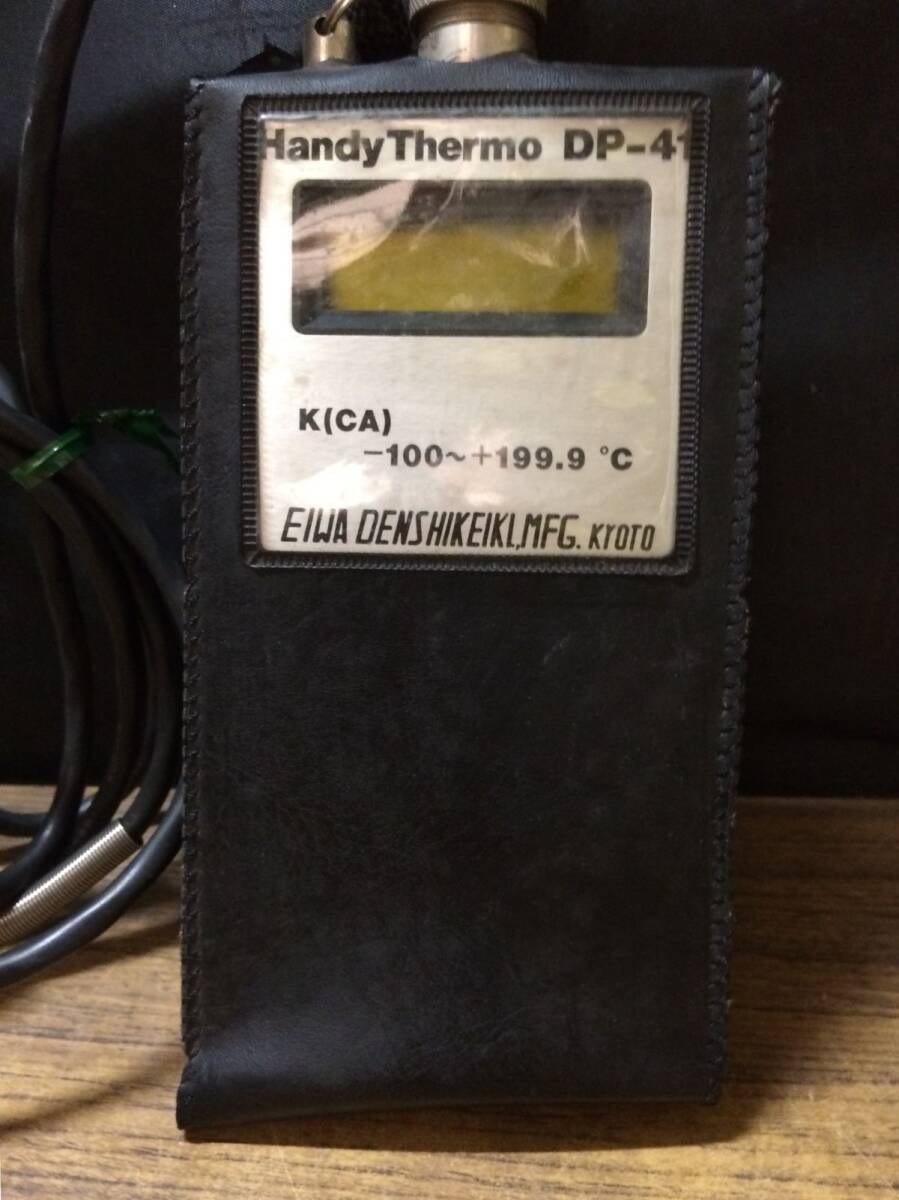 HandyThermo DP-41
K(CA)
-100~+199.9 °C
EIWA DENSHIKEIKI,MFG. KYOTO